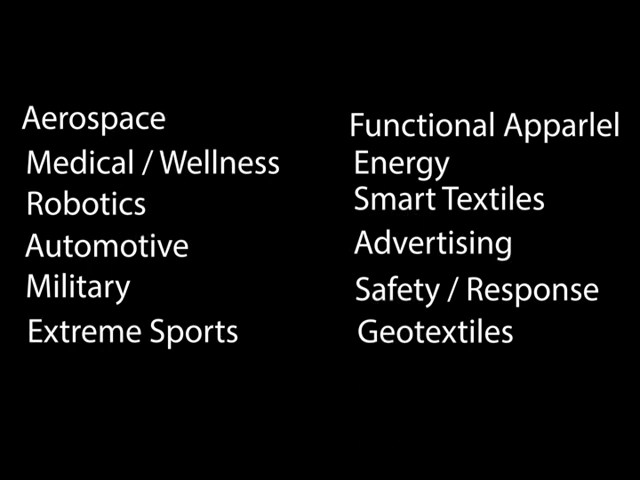 Aerospace
Medical / Wellness
Robotics
Automotive
Military
Extreme Sports
Functional Apparlel
Energy
Smart Textiles
Advertising
Safety / Response
Geotextiles